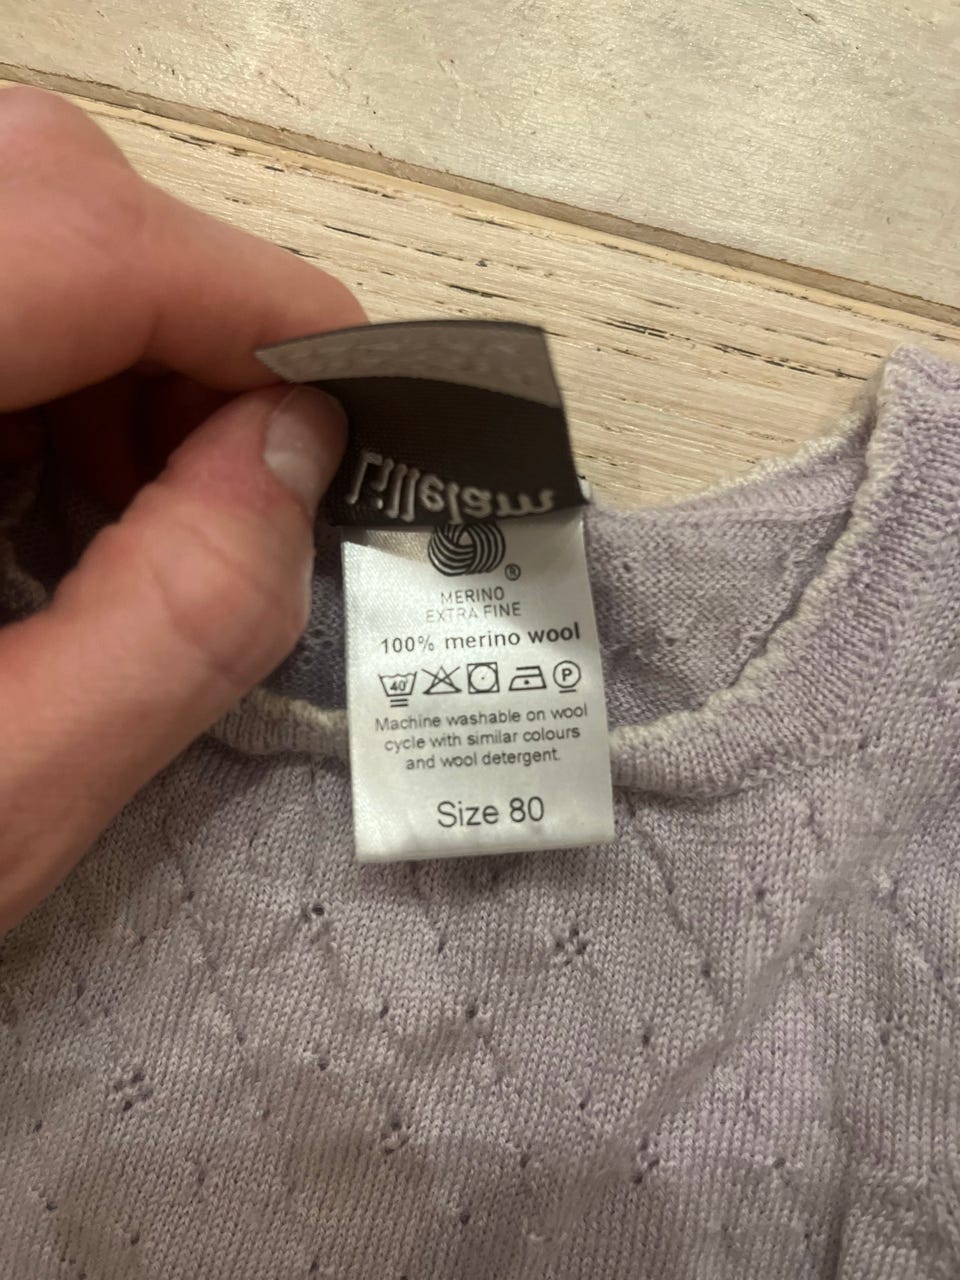 Lillelam
®
MERINO
EXTRA FINE
100% merino wool
40 P
Machine washable on wool
cycle with similar colours
and wool detergent.
Size 80